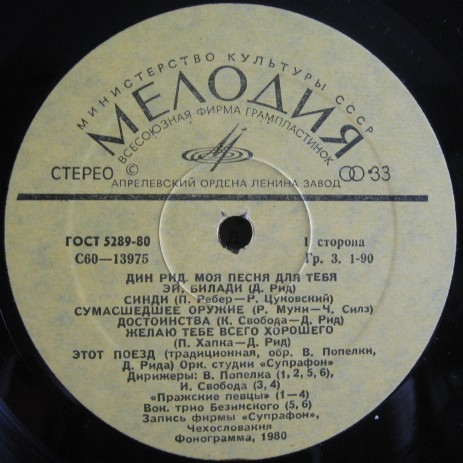 МИНИСТЕРСТВО КУЛЬТУРЫ СССР
МЕЛОДИЯ
ВСЕСОЮЗНАЯ ФИРМА ГРАМПЛАСТИНОК
СТЕРЕО ©
33
АПРЕЛЕВСКИЙ ОРДЕНА ЛЕНИНА ЗАВОД
ГОСТ 5289-80 1 сторона
С60—13975 Гр. 3. 1-90
ДИН РИД. МОЯ ПЕСНЯ ДЛЯ ТЕБЯ
ЭЙ, БИЛАДИ (Д. Рид)
СИНДИ (П. Ребер—Р. Цуковский)
СУМАСШЕДШЕЕ ОРУЖИЕ (Р. Муни—Ч. Силз)
ДОСТОИНСТВА (К. Свобода—Д. Рид)
ЖЕЛАЮ ТЕБЕ ВСЕГО ХОРОШЕГО
(П. Хапка—Д. Рид)
ЭТОТ ПОЕЗД (традиционная, обр. В. Попелки,
Д. Рида) Орк. студии «Супрафон»
Дирижеры: В. Попелка (1, 2, 5, 6),
И. Свобода (3, 4)
«Пражские певцы» (1—4)
Вок. трио Безинского (5, 6)
Запись фирмы «Супрафон»,
Чехословакия
Фонограмма, 1980